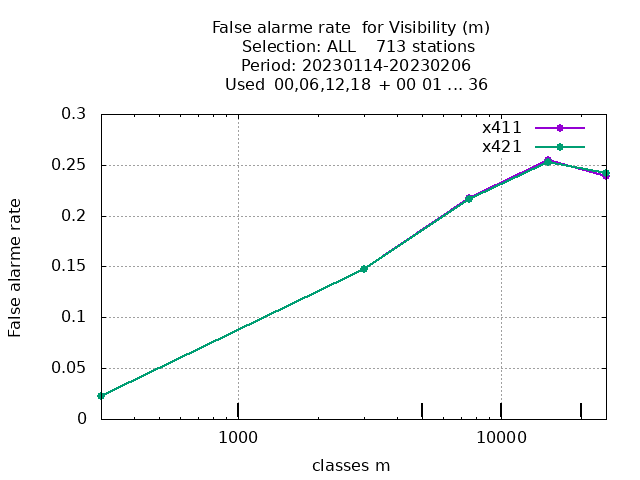 False alarme rate  for Visibility (m)
Selection: ALL    713 stations
Period: 20230114-20230206
Used  00,06,12,18  + 00 01 ... 36
x411
x421
0.3
0.25
0.2
0.15
0.1
0.05
0
False alarme rate
1000
10000
classes m